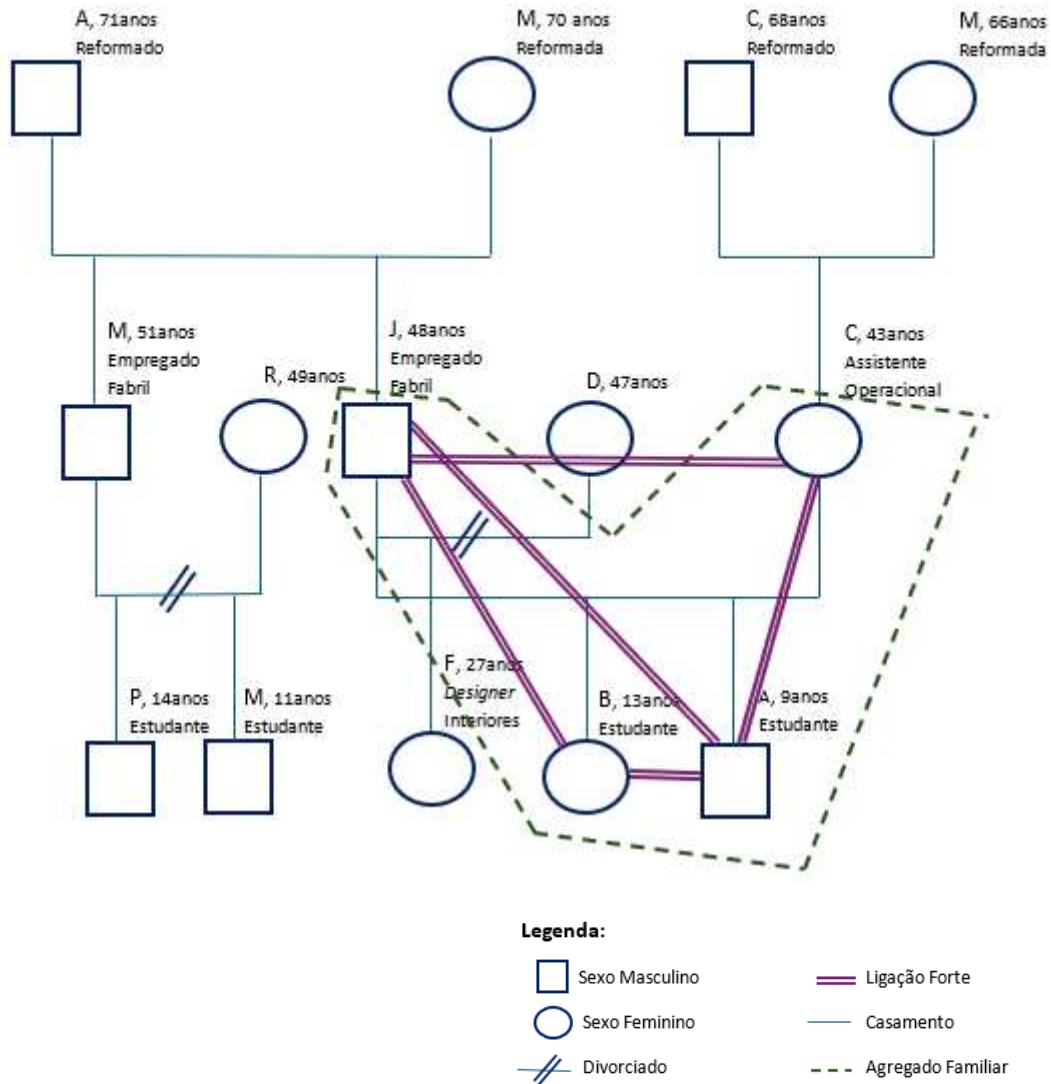 A, 71anos
Reformado
M, 70 anos
Reformada
C, 68anos
Reformado
M, 66anos
Reformada
M, 51anos
Empregado
Fabril
R, 49anos
J, 48anos
Empregado
Fabril
D, 47anos
C, 43anos
Assistente
Operacional
P, 14anos
Estudante
M, 11anos
Estudante
F, 27anos
Designer
Interiores
B, 13anos
Estudante
A, 9anos
Estudante
Legenda:
Sexo Masculino
Ligação Forte
Sexo Feminino
Casamento
Divorciado
Agregado Familiar